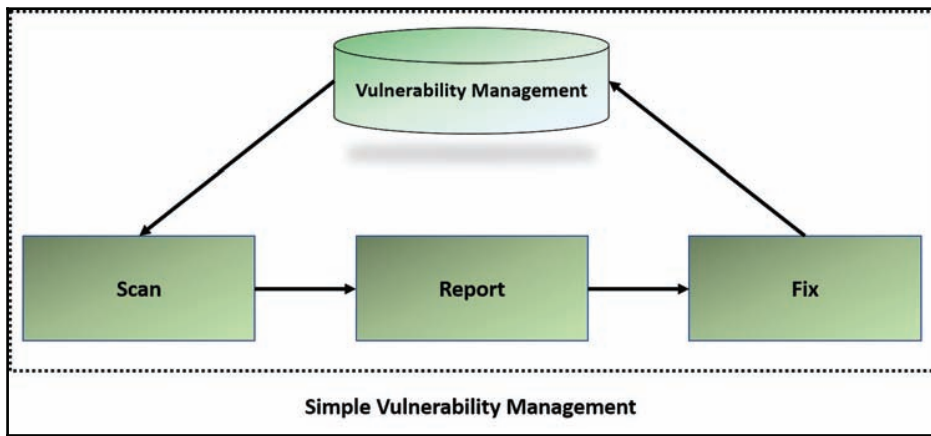 Vulnerability Management
Scan
Report
Fix
Simple Vulnerability Management